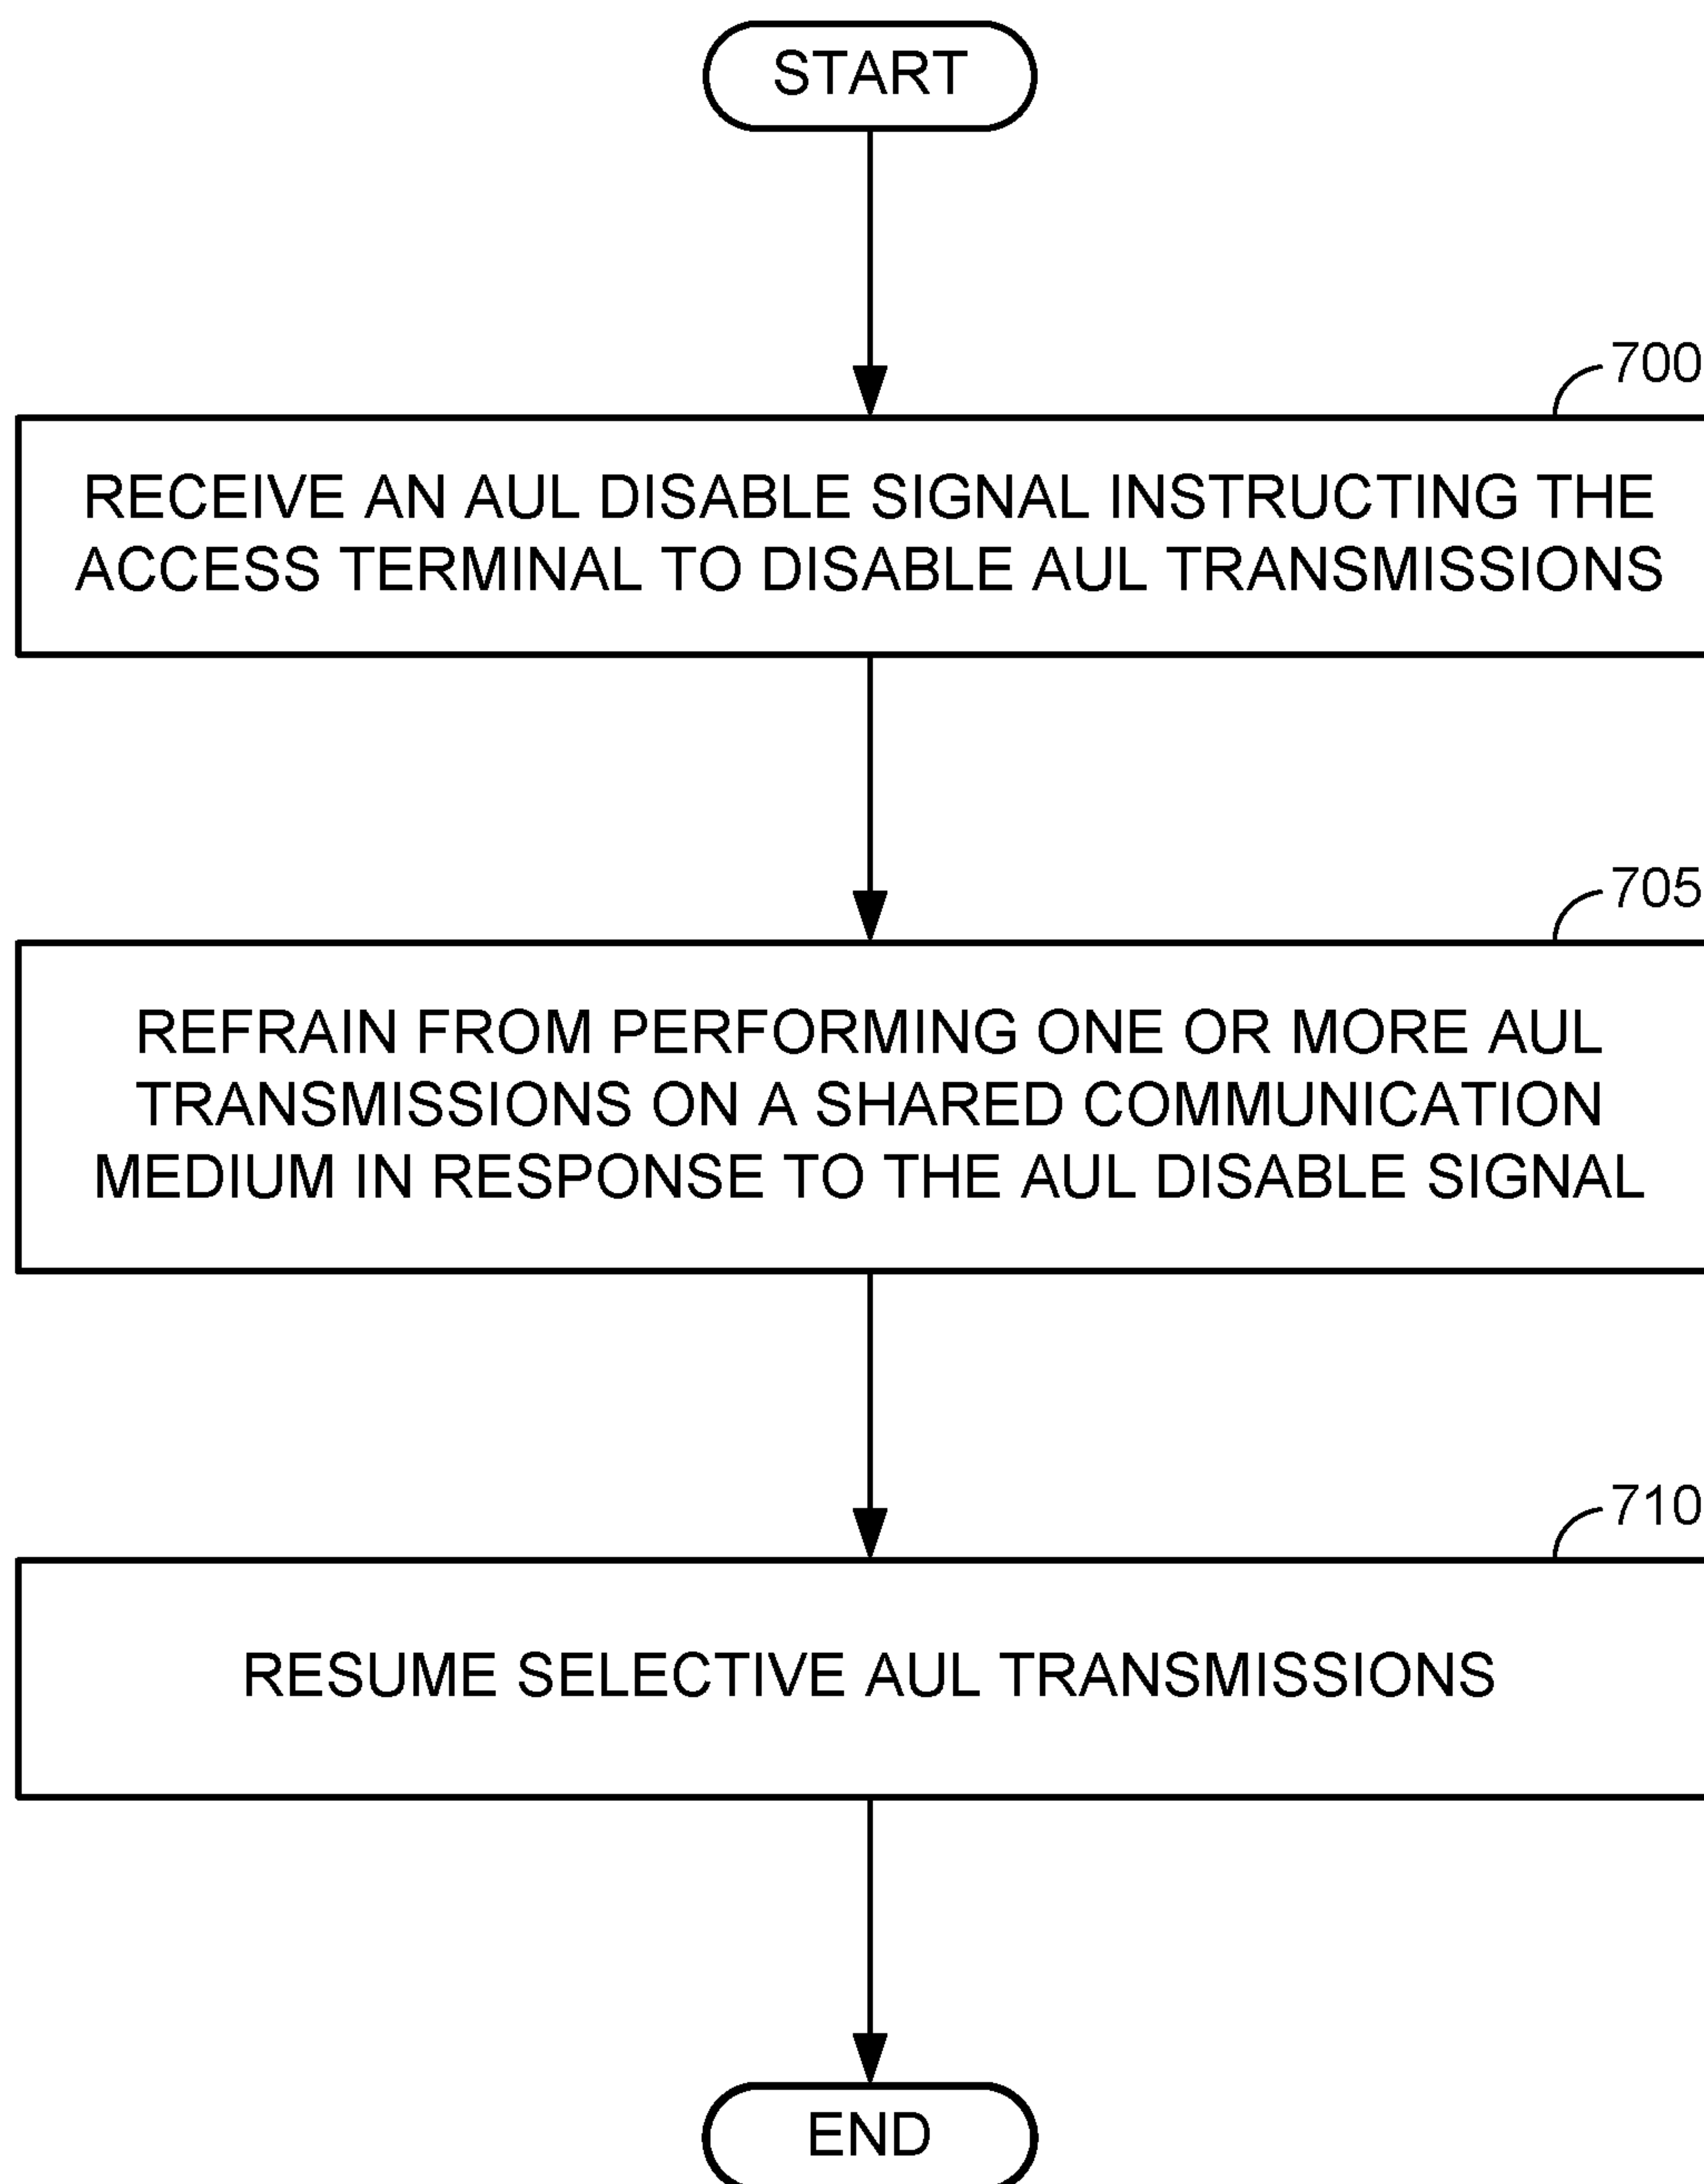 START
700
RECEIVE AN AUL DISABLE SIGNAL INSTRUCTING THE
ACCESS TERMINAL TO DISABLE AUL TRANSMISSIONS
705
REFRAIN FROM PERFORMING ONE OR MORE AUL
TRANSMISSIONS ON A SHARED COMMUNICATION
MEDIUM IN RESPONSE TO THE AUL DISABLE SIGNAL
710
RESUME SELECTIVE AUL TRANSMISSIONS
END